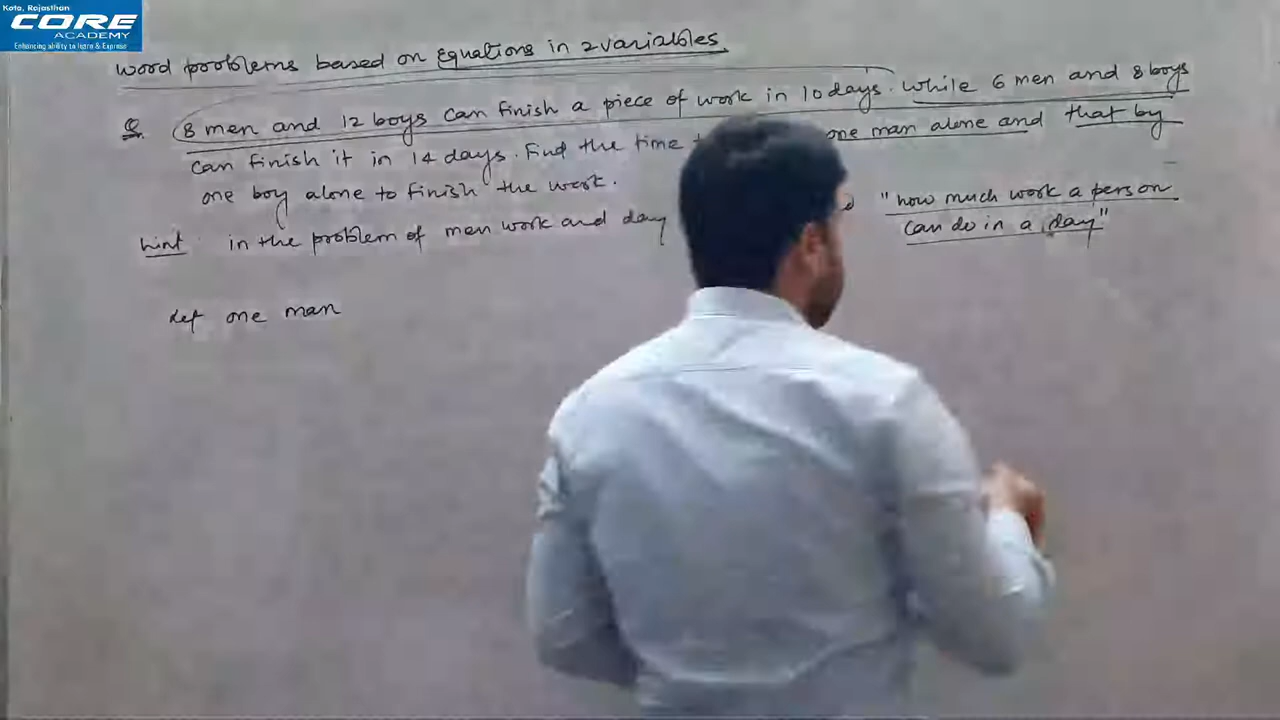 Kota, Rajasthan
CORE
ACADEMY
Enhancing ability to learn & Express
word problems based on Equations in 2 variables.
Q. 8 men and 12 boys can finish a piece of work in 10 days. while 6 men and 8 boys
can finish it in 14 days. Find the time one man alone and that by
one boy alone to finish the work.
hint: in the problem of men work and day "how much work a person
can do in a day"
Let one man